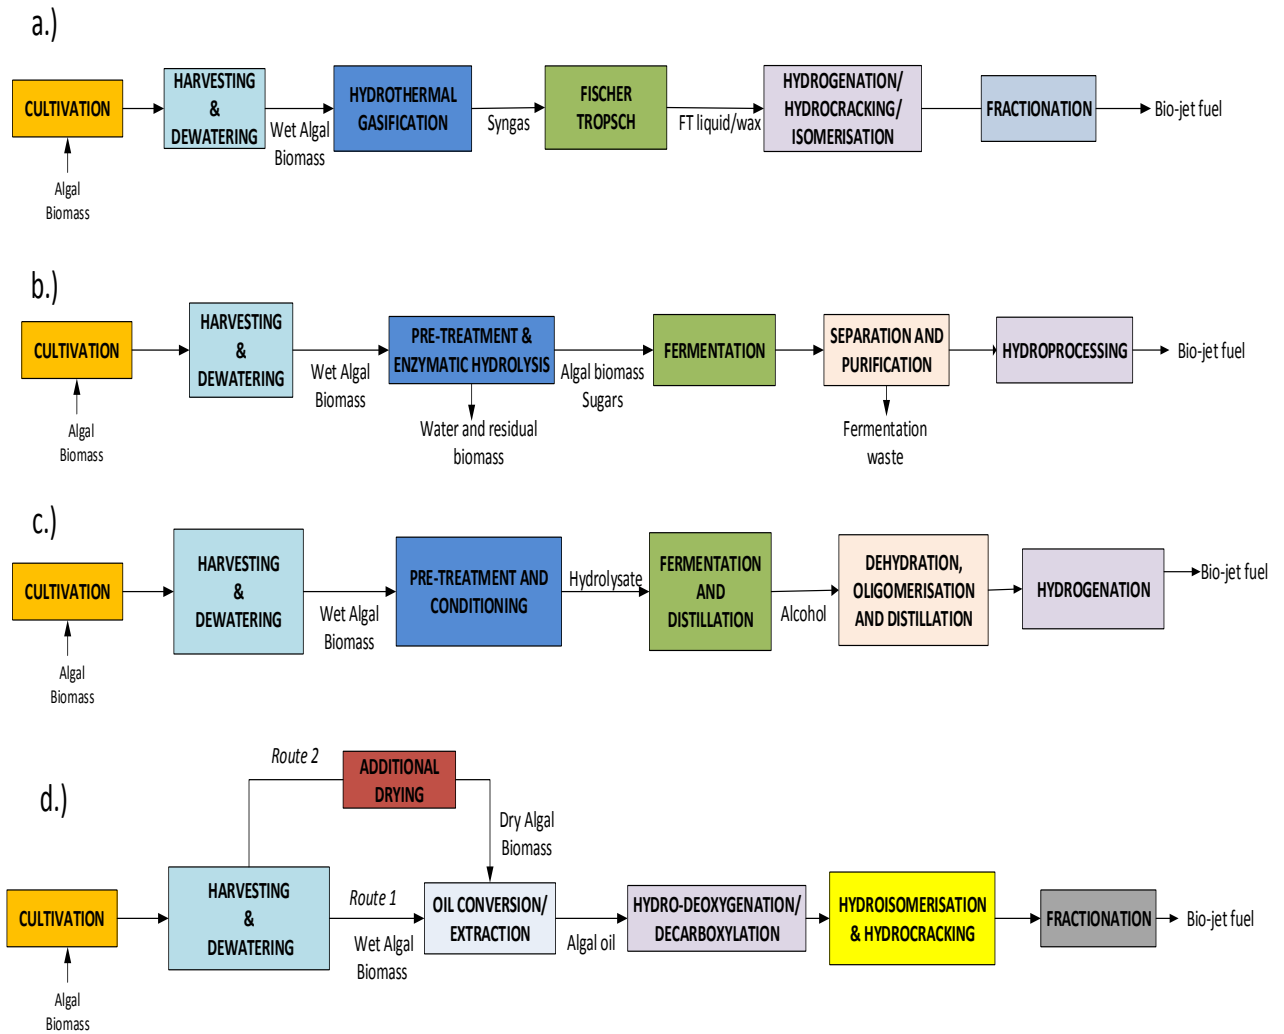 a.)
CULTIVATION
Algal
Biomass
HARVESTING
&
DEWATERING
Wet Algal
Biomass
HYDROTHERMAL
GASIFICATION
Syngas
FISCHER
TROPSCH
FT liquid/wax
HYDROGENATION/
HYDROCRACKING/
ISOMERISATION
FRACTIONATION
Bio-jet fuel
b.)
CULTIVATION
Algal
Biomass
HARVESTING
&
DEWATERING
Wet Algal
Biomass
PRE-TREATMENT &
ENZYMATIC HYDROLYSIS
Water and residual
biomass
Algal biomass
Sugars
FERMENTATION
SEPARATION AND
PURIFICATION
Fermentation
waste
HYDROPROCESSING
Bio-jet fuel
c.)
CULTIVATION
Algal
Biomass
HARVESTING
&
DEWATERING
Wet Algal
Biomass
PRE-TREATMENT AND
CONDITIONING
Hydrolysate
FERMENTATION
AND
DISTILLATION
Alcohol
DEHYDRATION,
OLIGOMERISATION
AND DISTILLATION
HYDROGENATION
Bio-jet fuel
d.)
CULTIVATION
Algal
Biomass
HARVESTING
&
DEWATERING
Route 2
ADDITIONAL
DRYING
Dry Algal
Biomass
Route 1
Wet Algal
Biomass
OIL CONVERSION/
EXTRACTION
Algal oil
HYDRO-DEOXYGENATION/
DECARBOXYLATION
HYDROISOMERISATION
& HYDROCRACKING
FRACTIONATION
Bio-jet fuel